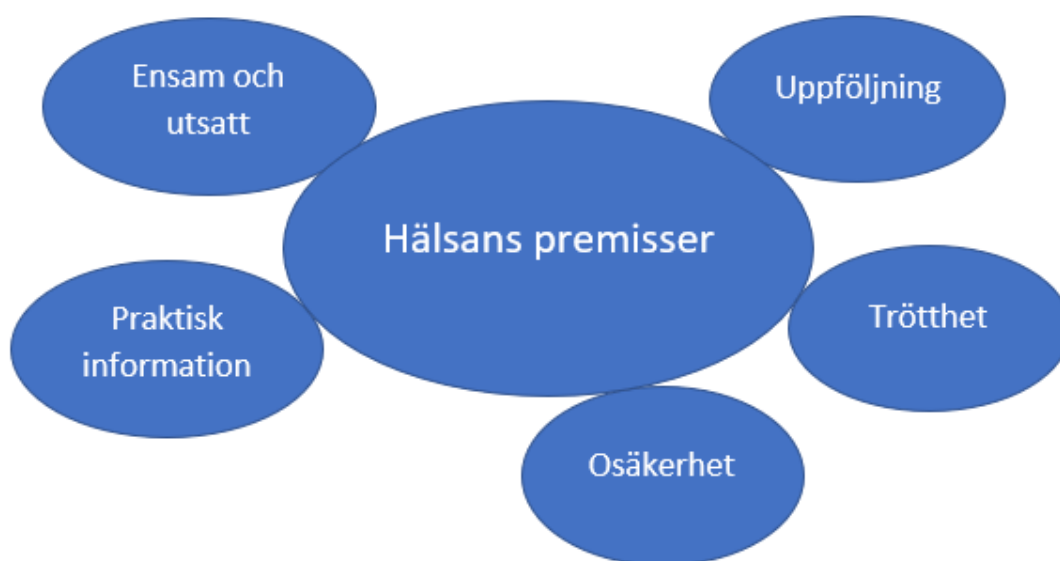 Ensam och
utsatt
Uppföljning
Hälsans premisser
Praktisk
information
Trötthet
Osäkerhet